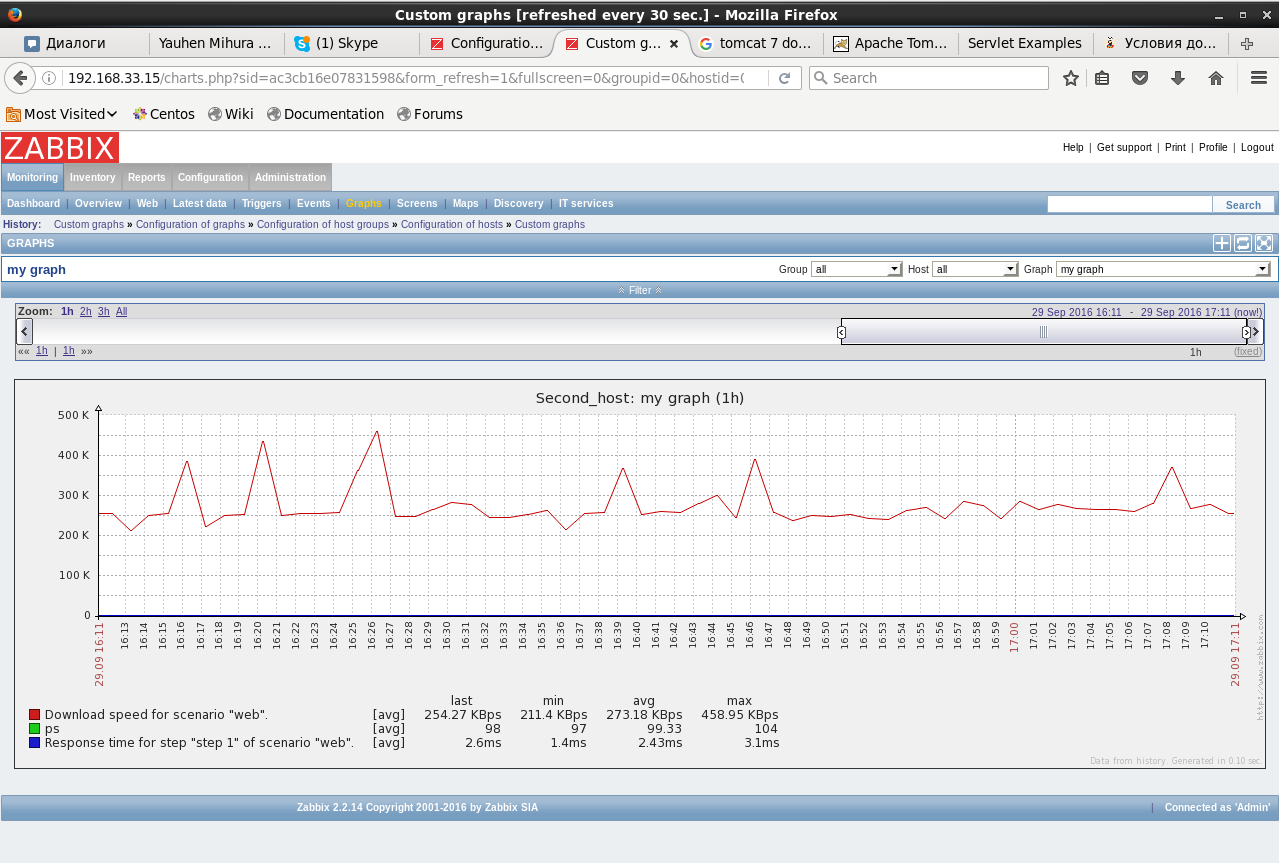 Custom graphs [refreshed every 30 sec.] - Mozilla Firefox
Диалоги
Yauhen Mihura ...
(1) Skype
Configuratio...
Custom g...
tomcat 7 do...
Apache Tom...
Servlet Examples
Условия до...
192.168.33.15/charts.php?sid=ac3cb16e07831598&form_refresh=1&fullscreen=0&groupid=0&hostid=(
Search
Most Visited
Centos
Wiki
Documentation
Forums
ZABBIX
Help | Get support | Print | Profile | Logout
Monitoring Inventory Reports Configuration Administration
Dashboard | Overview | Web | Latest data | Triggers | Events | Graphs | Screens | Maps | Discovery | IT services
Search
History: Custom graphs » Configuration of graphs » Configuration of host groups » Configuration of hosts » Custom graphs
GRAPHS
my graph
Group all Host all Graph my graph
Filter
Zoom: 1h 2h 3h All
29 Sep 2016 16:11 - 29 Sep 2016 17:11 (now!)
«« 1h | 1h »»
1h (fixed)
Second_host: my graph (1h)
500 K
400 K
300 K
200 K
100 K
0
29.09 16:11 16:13 16:14 16:15 16:16 16:17 16:18 16:19 16:20 16:21 16:22 16:23 16:24 16:25 16:26 16:27 16:28 16:29 16:30 16:31 16:32 16:33 16:34 16:35 16:36 16:37 16:38 16:39 16:40 16:41 16:42 16:43 16:44 16:45 16:46 16:47 16:48 16:49 16:50 16:51 16:52 16:53 16:54 16:55 16:56 16:57 16:58 16:59 17:00 17:01 17:02 17:03 17:04 17:05 17:06 17:07 17:08 17:09 17:10 29.09 17:11
http://www.zabbix.com
last min avg max
Download speed for scenario "web". [avg] 254.27 KBps 211.4 KBps 273.18 KBps 458.95 KBps
ps [avg] 98 97 99.33 104
Response time for step "step 1" of scenario "web". [avg] 2.6ms 1.4ms 2.43ms 3.1ms
Data from history. Generated in 0.10 sec.
Zabbix 2.2.14 Copyright 2001-2016 by Zabbix SIA
| Connected as 'Admin'